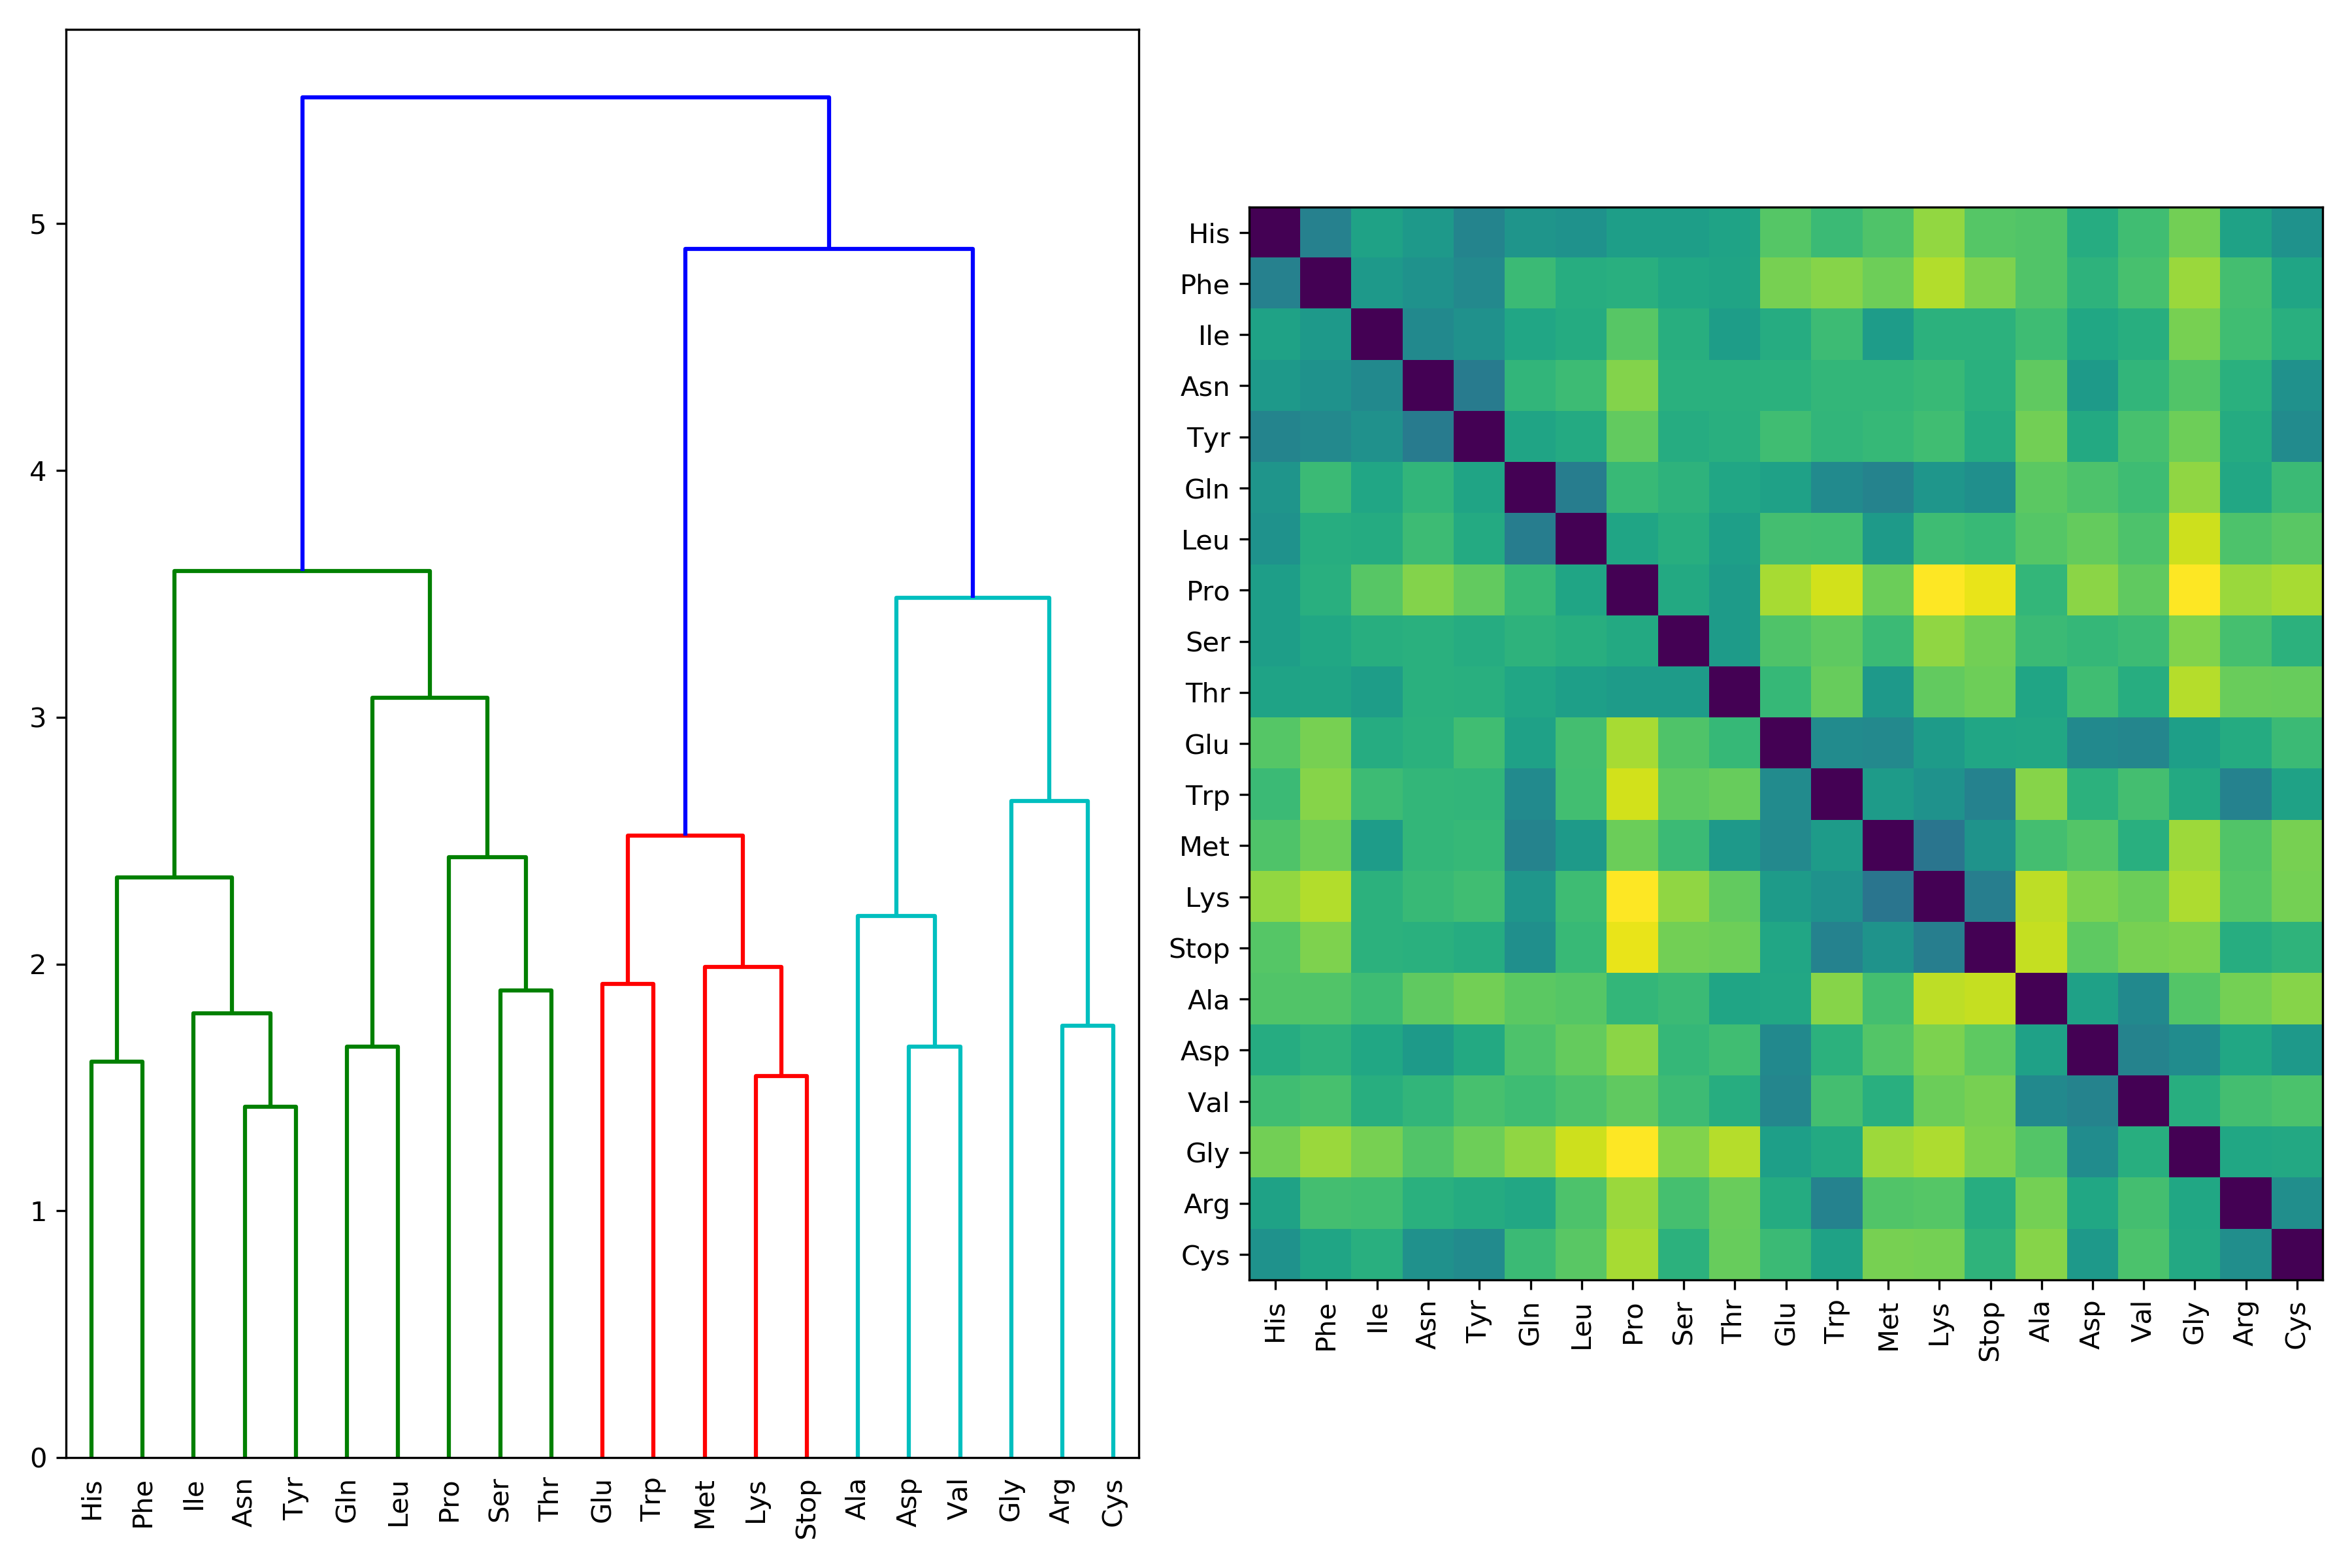 5
4
3
2
1
0
His Phe Ile Asn Tyr Gln Leu Pro Ser Thr Glu Trp Met Lys Stop Ala Asp Val Gly Arg Cys
His
Phe
Ile
Asn
Tyr
Gln
Leu
Pro
Ser
Thr
Glu
Trp
Met
Lys
Stop
Ala
Asp
Val
Gly
Arg
Cys
His Phe Ile Asn Tyr Gln Leu Pro Ser Thr Glu Trp Met Lys Stop Ala Asp Val Gly Arg Cys